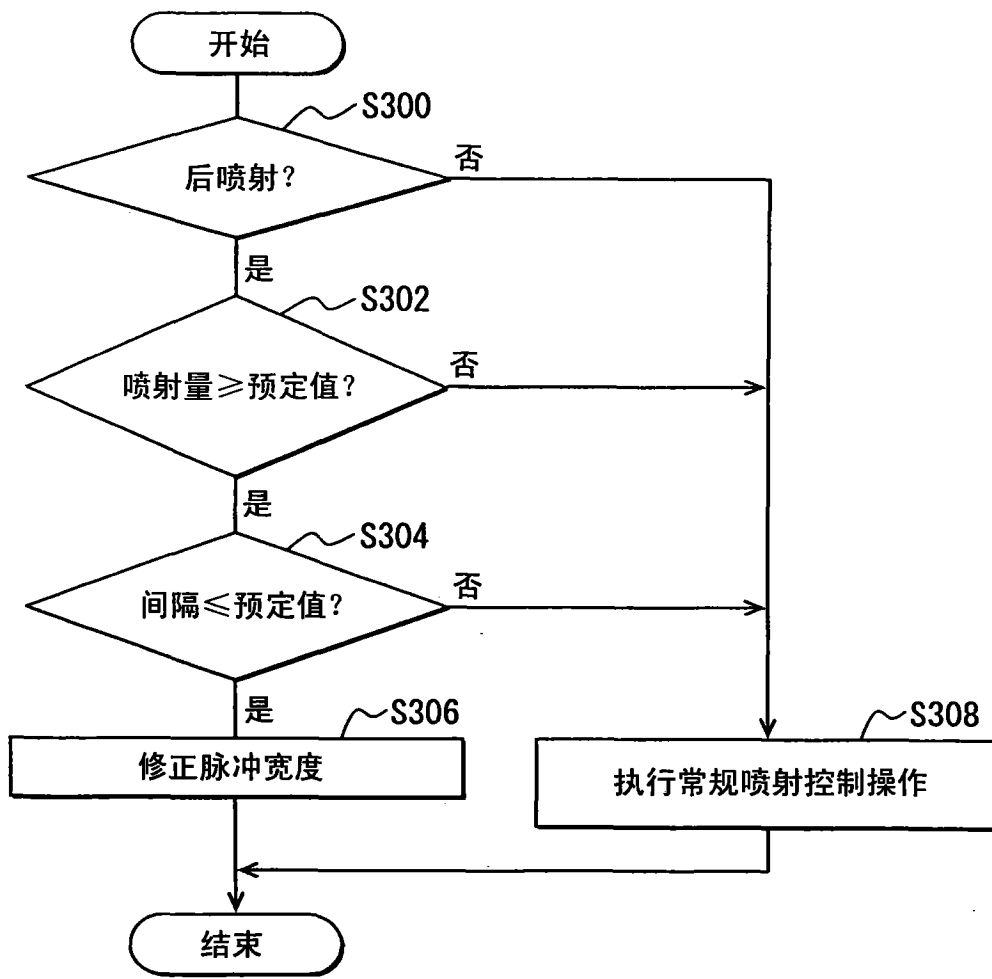 开始
S300
后喷射?
否
是
S302
喷射量≥预定值?
否
是
S304
间隔≤预定值?
否
是
S306
修正脉冲宽度
S308
执行常规喷射控制操作
结束